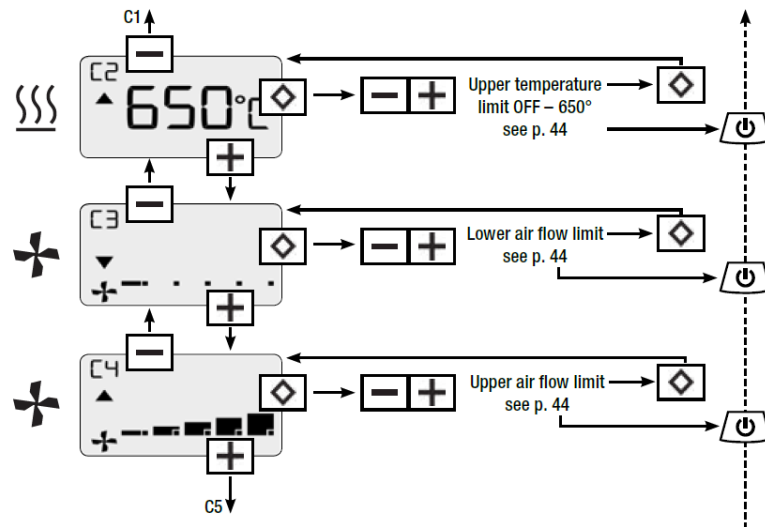 C1
C2
650°C
Upper temperature
limit OFF – 650°
see p. 44
C3
Lower air flow limit
see p. 44
C4
Upper air flow limit
see p. 44
C5